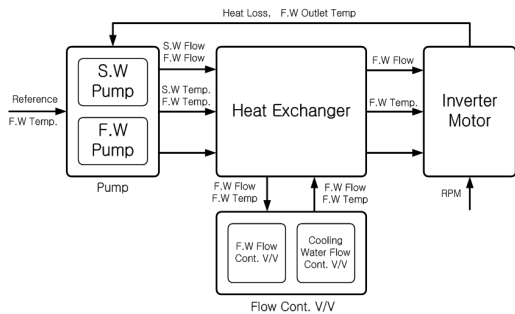 Heat Loss, F.W Outlet Temp
S.W
Pump
F.W
Pump
Pump
Reference
F.W Temp.
S.W Flow
F.W Flow
S.W Temp.
F.W Temp.
Heat Exchanger
F.W Flow
F.W Temp.
Inverter
Motor
RPM
F.W Flow
F.W Temp
F.W Flow
F.W Temp
F.W Flow
Cont. V/V
Cooling
Water Flow
Cont. V/V
Flow Cont. V/V